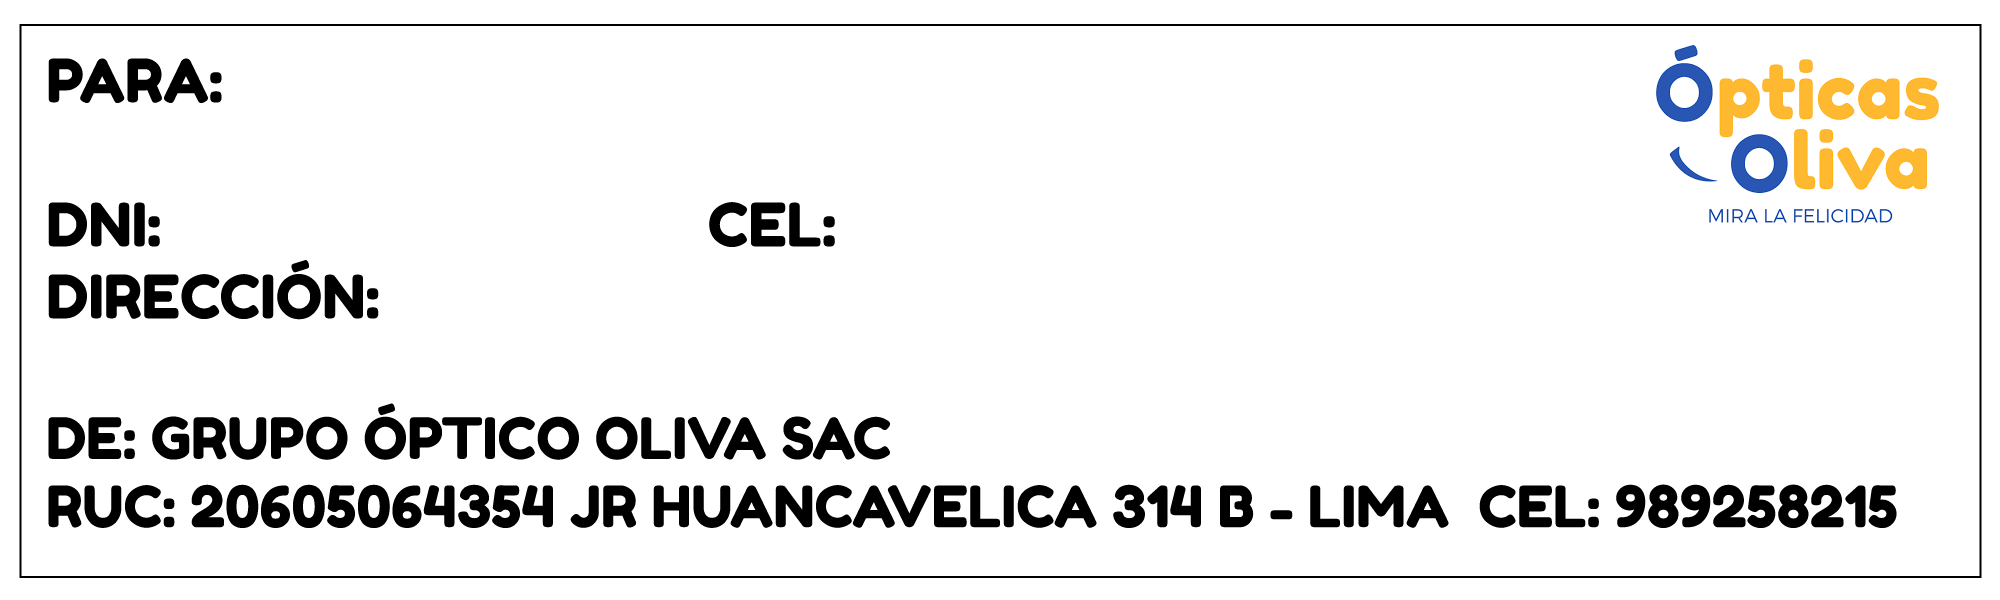 PARA:
Ópticas
Oliva
MIRA LA FELICIDAD
DNI: CEL:
DIRECCIÓN:
DE: GRUPO ÓPTICO OLIVA SAC
RUC: 20605064354 JR HUANCAVELICA 314 B - LIMA CEL: 989258215